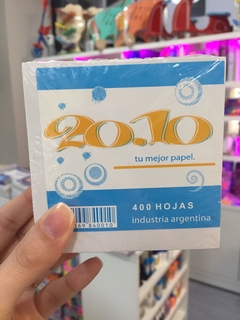 20.10
tu mejor papel.
400 HOJAS
industria argentina